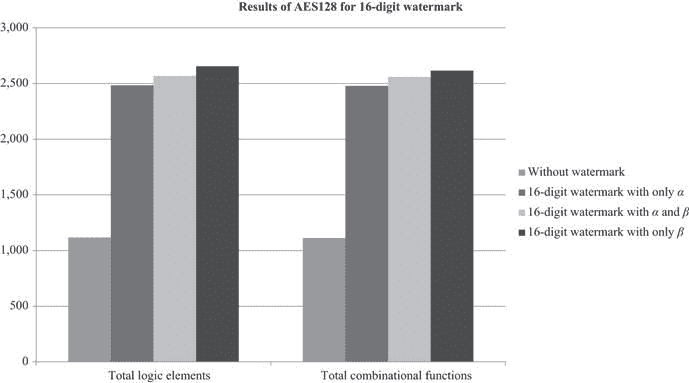 Results of AES128 for 16-digit watermark
3,000
2,500
2,000
1,500
1,000
500
0
Total logic elements
Total combinational functions
Without watermark
16-digit watermark with only α
16-digit watermark with α and β
16-digit watermark with only β